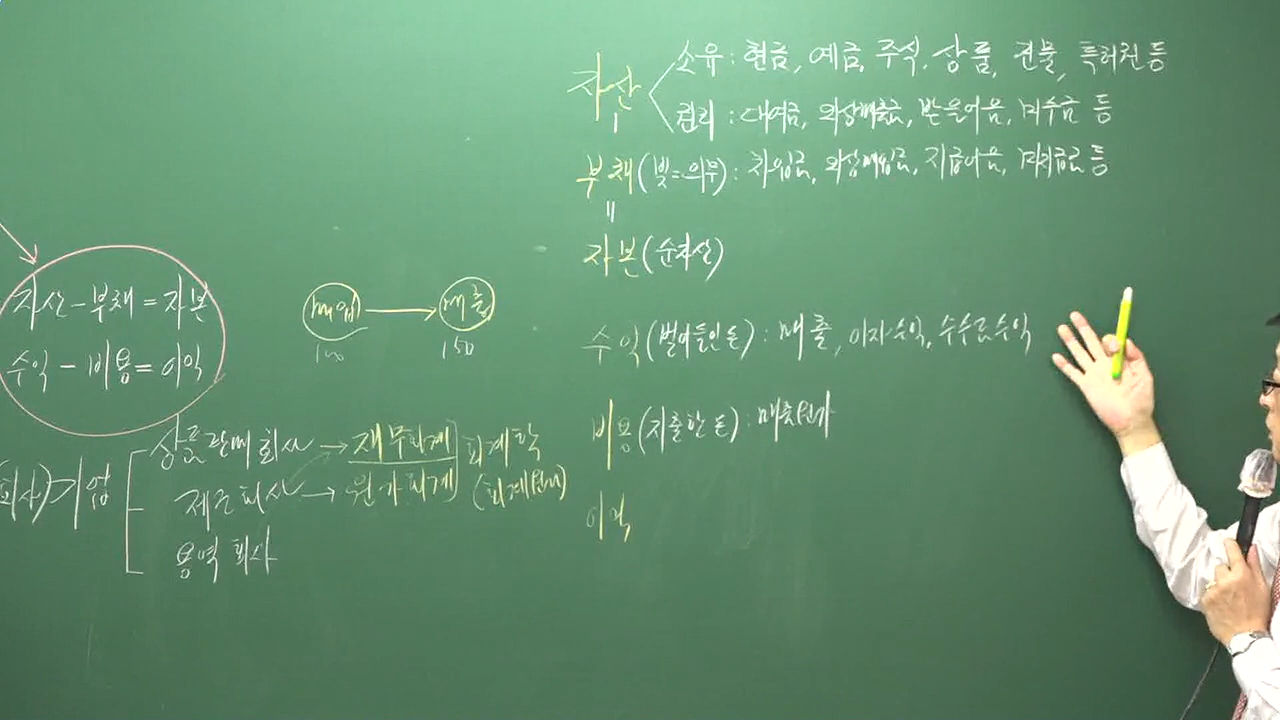 자산
소유 : 현금, 예금, 주식, 상품, 건물, 특허권 등
권리 : 대여금, 외상매출금, 받을어음, 미수금 등
부채(빚=의무) : 차입금, 외상매입금, 지급어음, 미지급금 등
=
자본(순자산)
수익(벌어들인 돈) : 매출, 이자수익, 수수료수익
비용(지출한 돈) : 매출원가
이익
자산-부채=자본
수익-비용=이익
매입 → 매출
100 150
(회사)기업
상품판매회사 → 재무회계
제조회사 → 원가회계
용역회사
회계학
(회계원리)